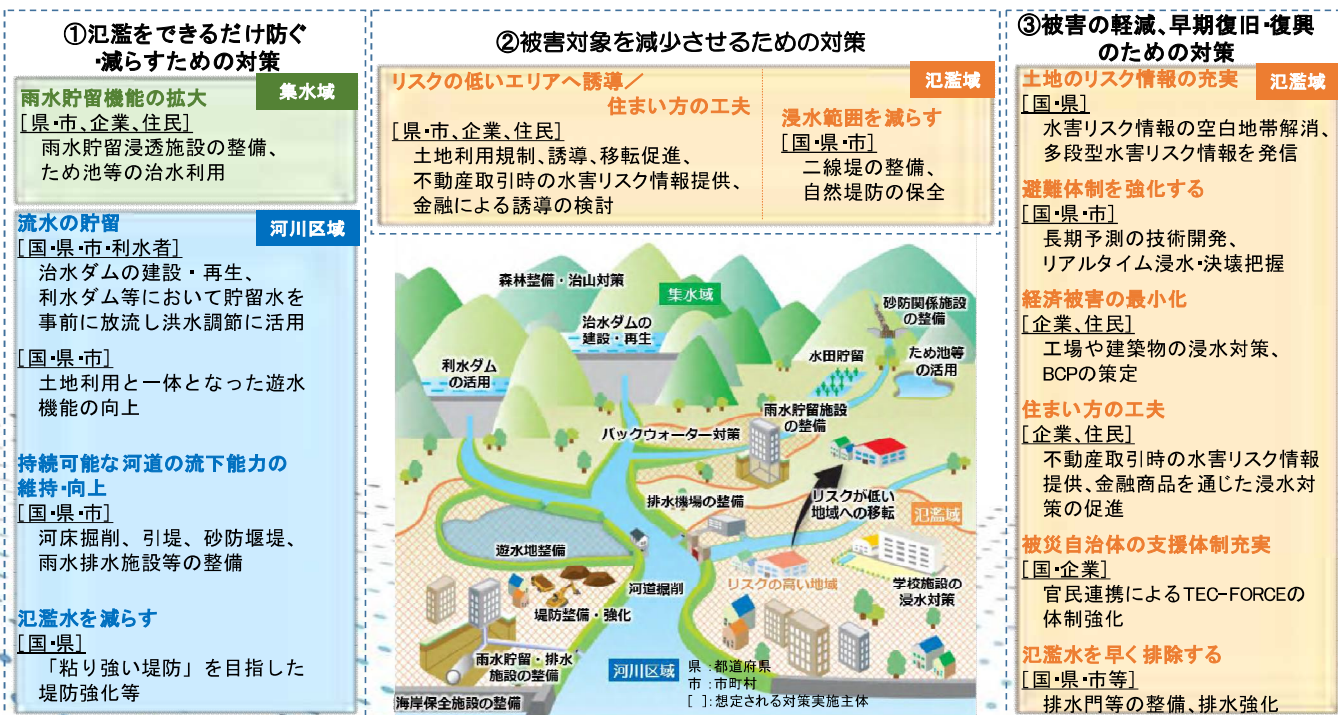 ①氾濫をできるだけ防ぐ
・減らすための対策
集水域
雨水貯留機能の拡大
[県・市、企業、住民]
雨水貯留浸透施設の整備、
ため池等の治水利用
河川区域
流水の貯留
[国・県・市・利水者]
治水ダムの建設・再生、
利水ダム等において貯留水を
事前に放流し洪水調節に活用
[国・県・市]
土地利用と一体となった遊水
機能の向上
持続可能な河道の流下能力の
維持・向上
[国・県・市]
河床掘削、引堤、砂防堰堤、
雨水排水施設等の整備
氾濫水を減らす
[国・県]
「粘り強い堤防」を目指した
堤防強化等
②被害対象を減少させるための対策
氾濫域
リスクの低いエリアへ誘導／
住まい方の工夫
[県・市、企業、住民]
土地利用規制、誘導、移転促進、
不動産取引時の水害リスク情報提供、
金融による誘導の検討
浸水範囲を減らす
[国・県・市]
二線堤の整備、
自然堤防の保全
森林整備・治山対策
集水域
治水ダムの
建設・再生
砂防関係施設
の整備
利水ダム
の活用
水田貯留
ため池等
の活用
雨水貯留施設
の整備
バックウォーター対策
排水機場の整備
リスクが低い
地域への移転
氾濫域
遊水地整備
河道掘削
リスクの高い地域
学校施設の
浸水対策
堤防整備・強化
雨水貯留・排水
施設の整備
河川区域
海岸保全施設の整備
県：都道府県
市：市町村
[ ]：想定される対策実施主体
③被害の軽減、早期復旧・復興
のための対策
氾濫域
土地のリスク情報の充実
[国・県]
水害リスク情報の空白地帯解消、
多段型水害リスク情報を発信
避難体制を強化する
[国・県・市]
長期予測の技術開発、
リアルタイム浸水・決壊把握
経済被害の最小化
[企業、住民]
工場や建築物の浸水対策、
BCPの策定
住まい方の工夫
[企業、住民]
不動産取引時の水害リスク情報
提供、金融商品を通じた浸水対
策の促進
被災自治体の支援体制充実
[国・企業]
官民連携によるTEC-FORCEの
体制強化
氾濫水を早く排除する
[国・県・市等]
排水門等の整備、排水強化